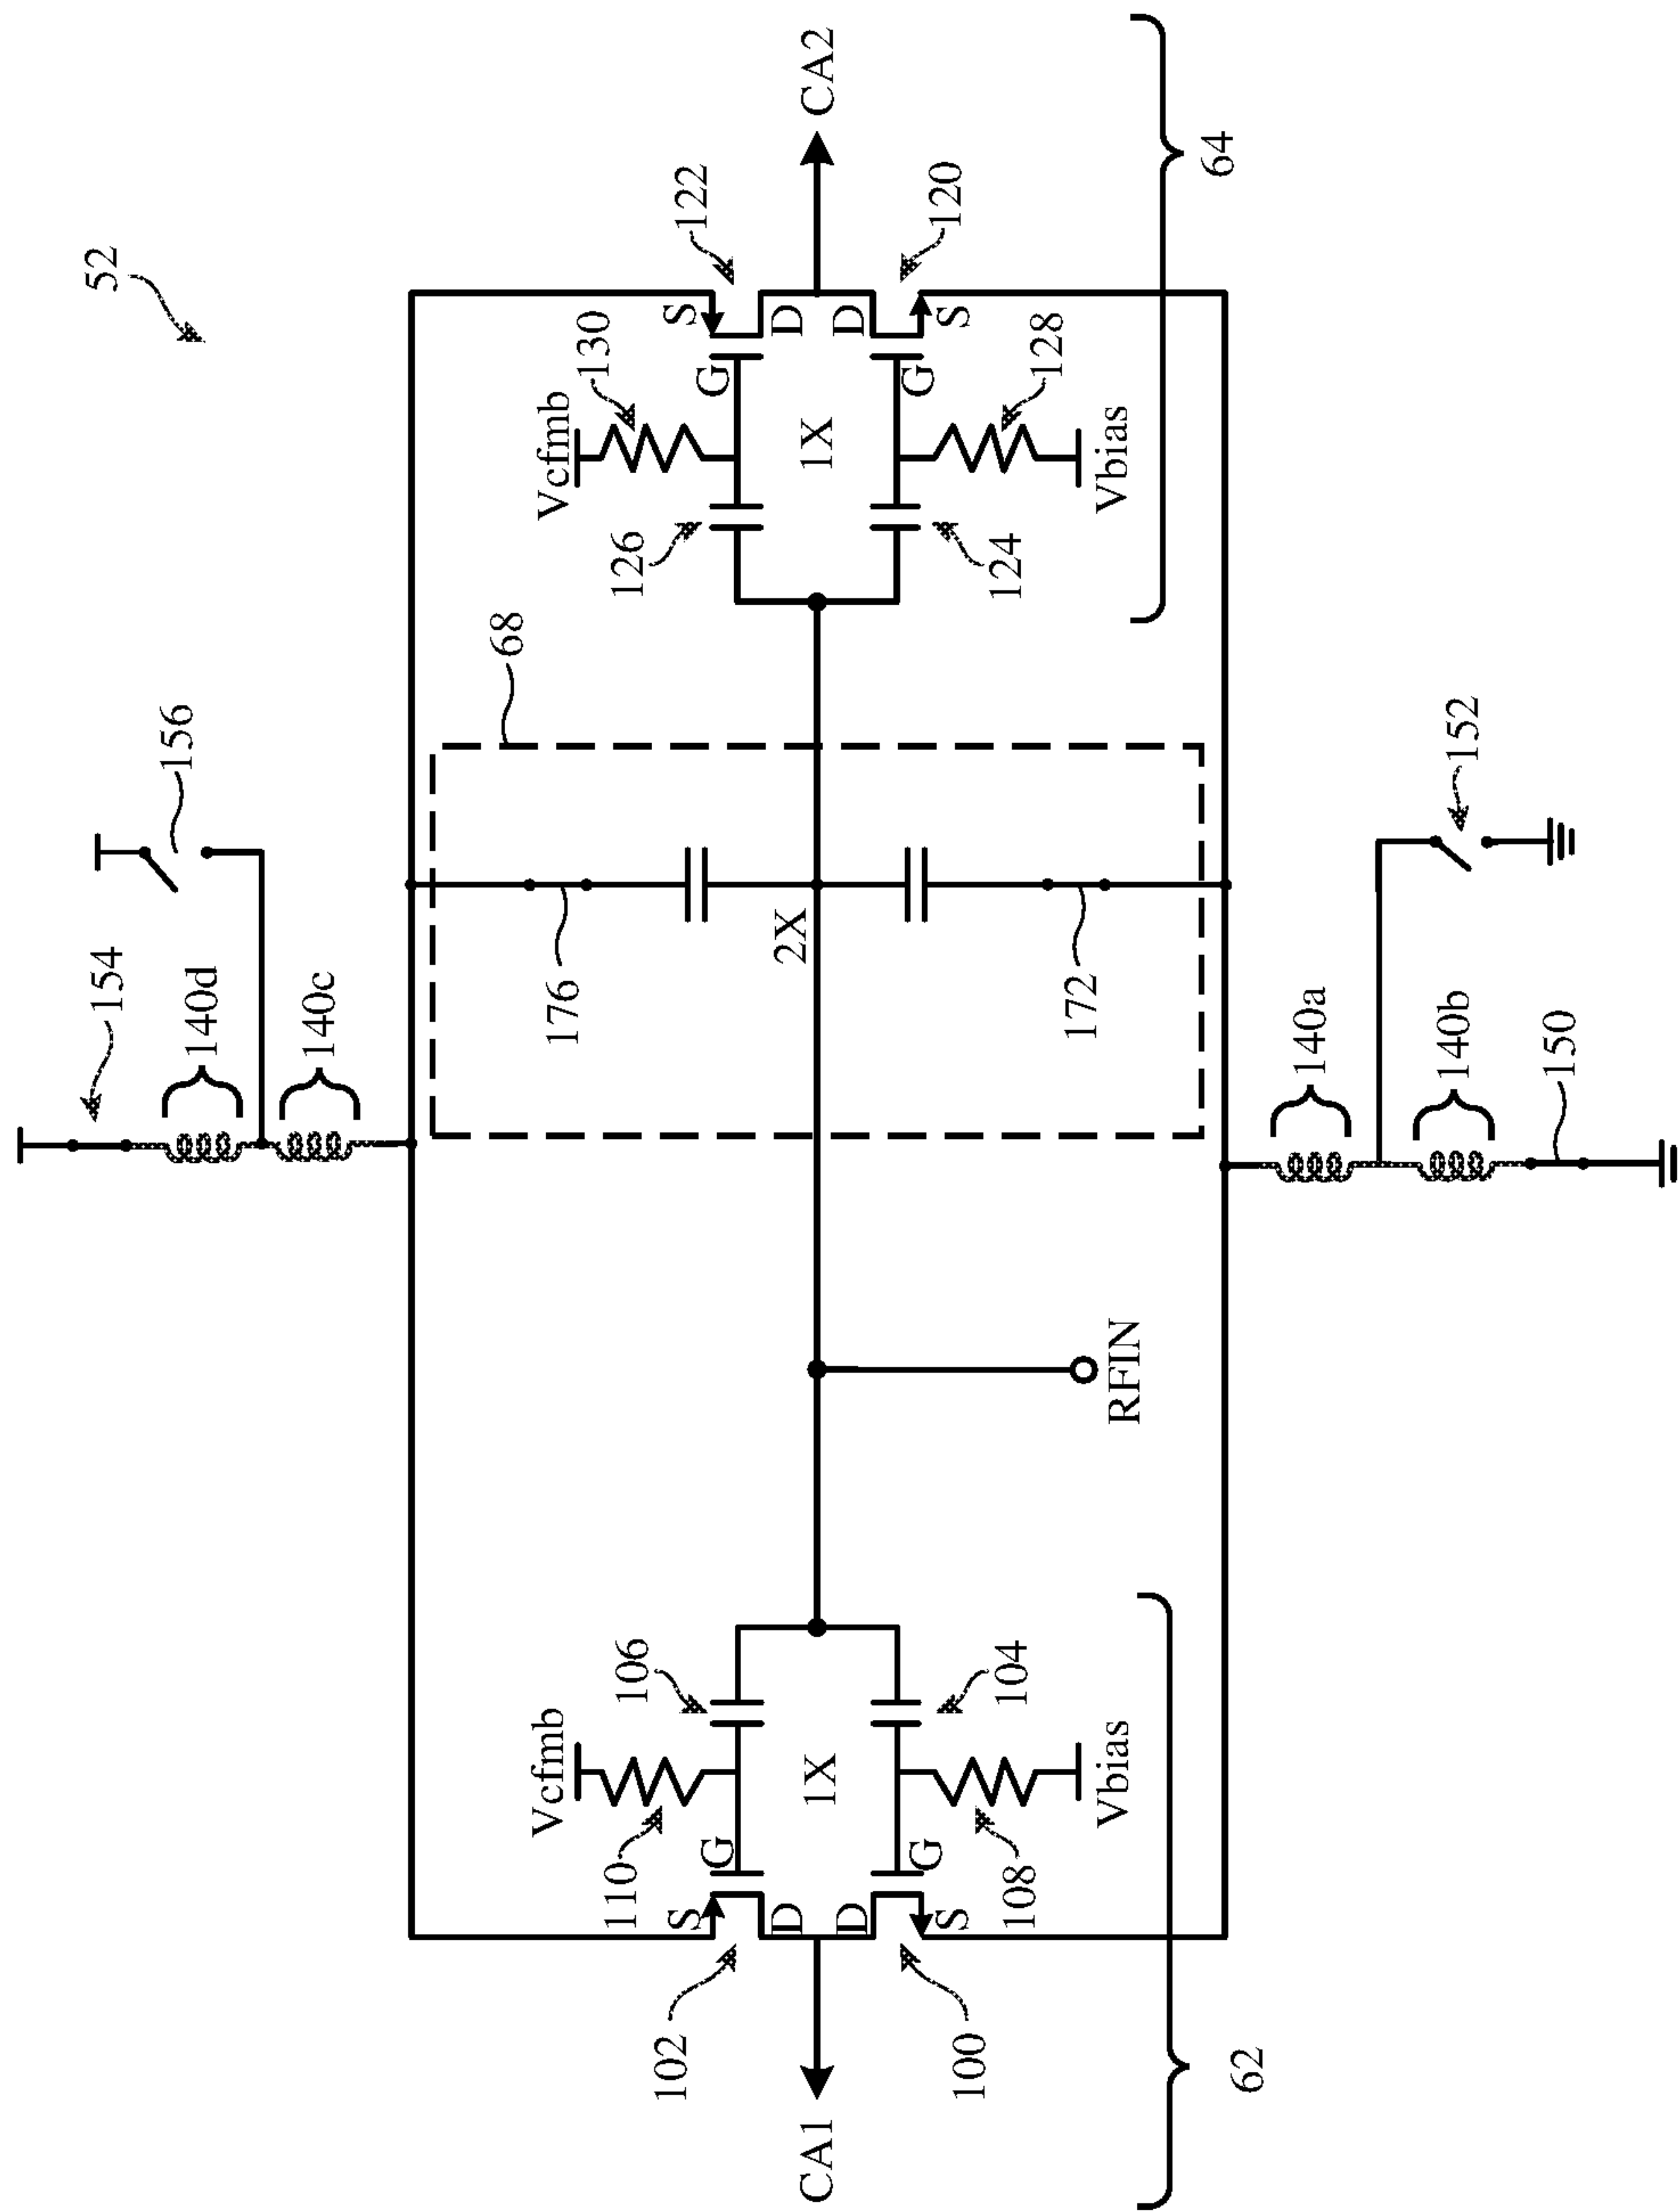 52
154
156
140d
140c
68
176
2X
172
140a
140b
150
152
RFIN
62
CA1
102
100
110
108
106
104
Vcfmb
Vbias
1X
S
G
D
D
G
S
64
CA2
122
120
130
128
126
124
Vcfmb
Vbias
1X
S
G
D
D
G
S